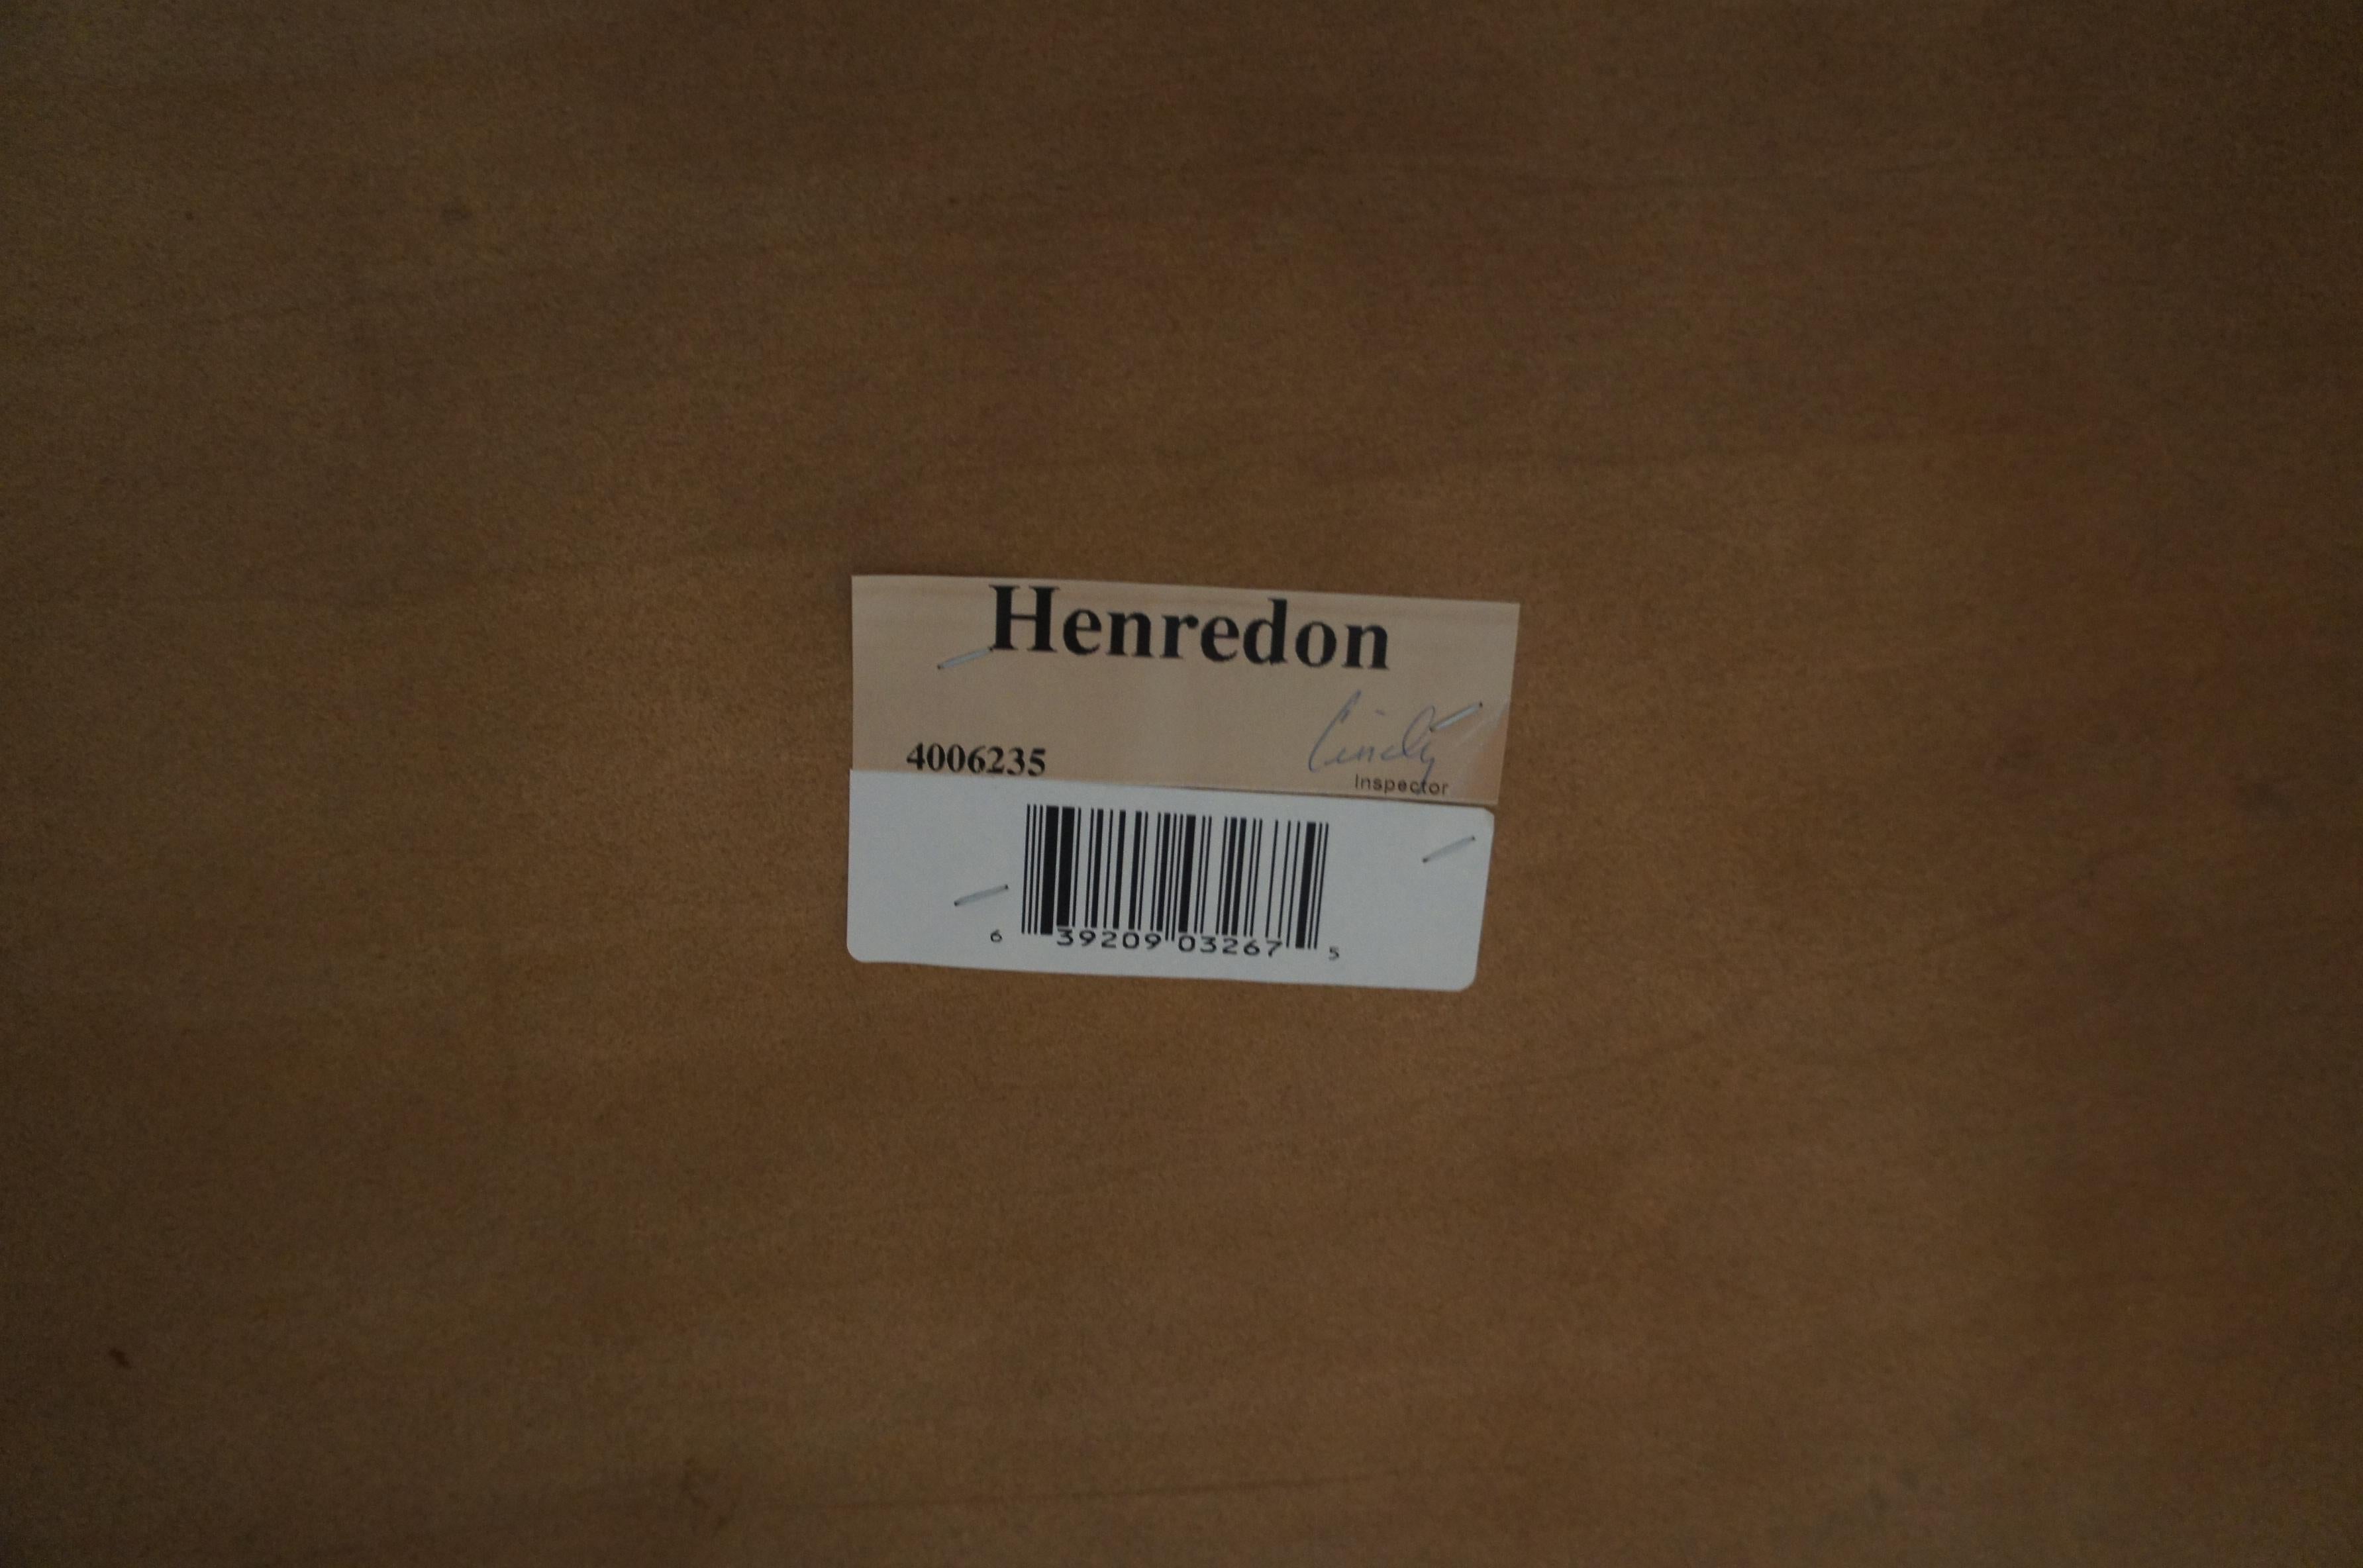 Henredon
Cindy
4006235
Inspector
6 39209 03267 5